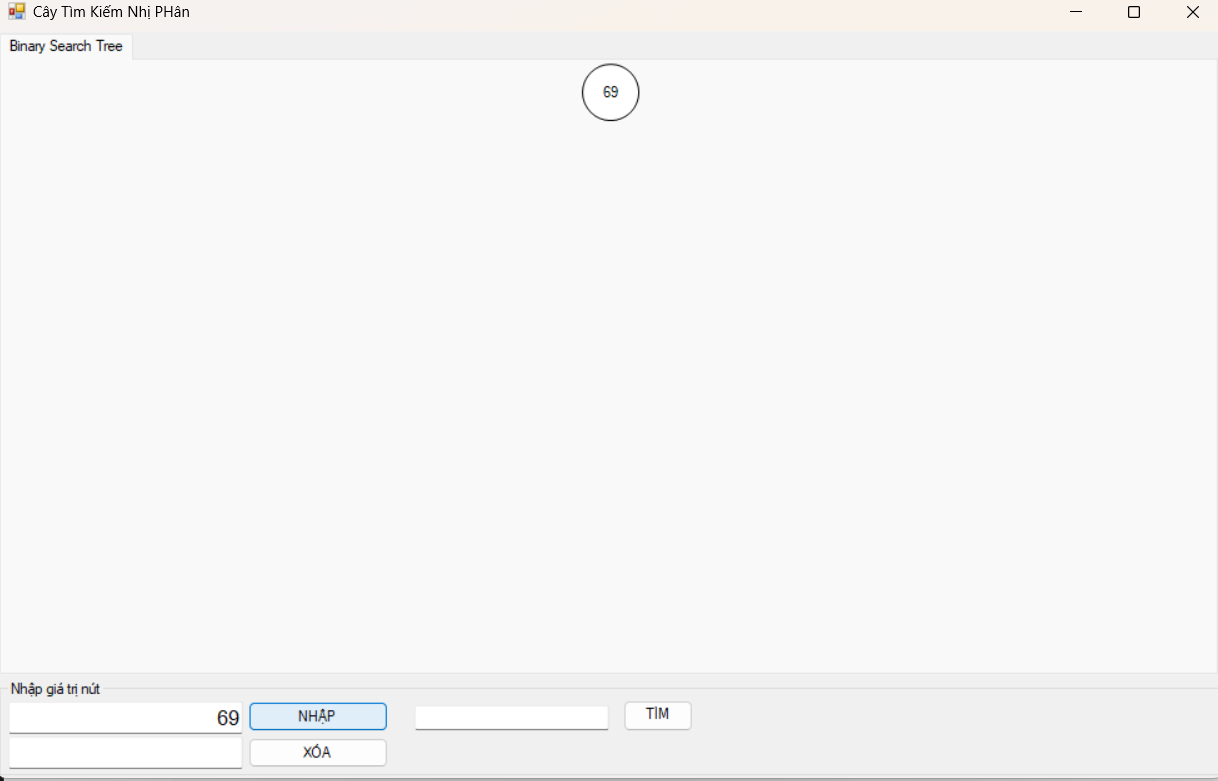 Cây Tìm Kiếm Nhị PHân
Binary Search Tree
69
Nhập giá trị nút
69 NHẬP TÌM
XÓA